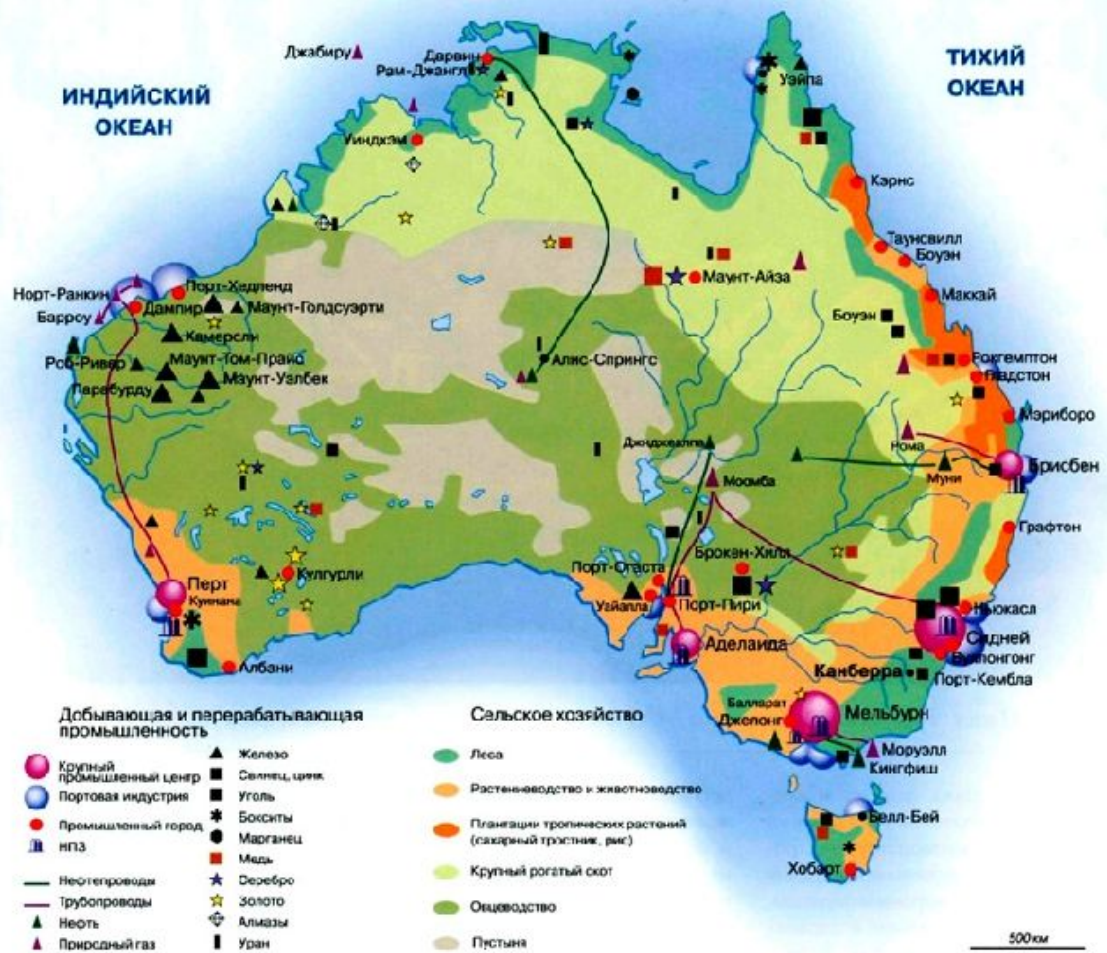 Джабиру
Дарвин
Рам-Джангл
ТИХИЙ
ОКЕАН
ИНДИЙСКИЙ
ОКЕАН
Уэйпа
Уиндхэм
Кэрнс
Таунсвилл
Боуэн
Маунт-Айза
Маккай
Норт-Ранкин
Порт-Хедленд
Дампир
Маунт-Голдсуэрти
Барроу
Боуэн
Хамерсли
Роб-Ривер
Маунт-Том-Прайс
Алис-Спрингс
Рокгемптон
Маунт-Уэлбек
Гладстон
Парабурду
Мэриборо
Рома
Брисбен
Муни
Моомба
Графтон
Брокен-Хилл
Порт-Огаста
Перт
Кулгурли
Куинана
Уайалла
Порт-Пири
Ньюкасл
Аделаида
Сидней
Вуллонгонг
Албани
Канберра
Порт-Кембла
Балларат
Мельбурн
Джелонг
Моруэлл
Кингфиш
Белл-Бей
Хобарт
Добывающая и перерабатывающая
промышленность
Крупный
промышленный центр
Портовая индустрия
Промышленный город
НПЗ
Нефтепроводы
Трубопроводы
Нефть
Природный газ
Железо
Свинец, цинк
Уголь
Бокситы
Марганец
Медь
Серебро
Золото
Алмазы
Уран
Сельское хозяйство
Леса
Растениеводство и животноводство
Плантации тропических растений
(сахарный тростник, рис)
Крупный рогатый скот
Овцеводство
Пустыня
500км